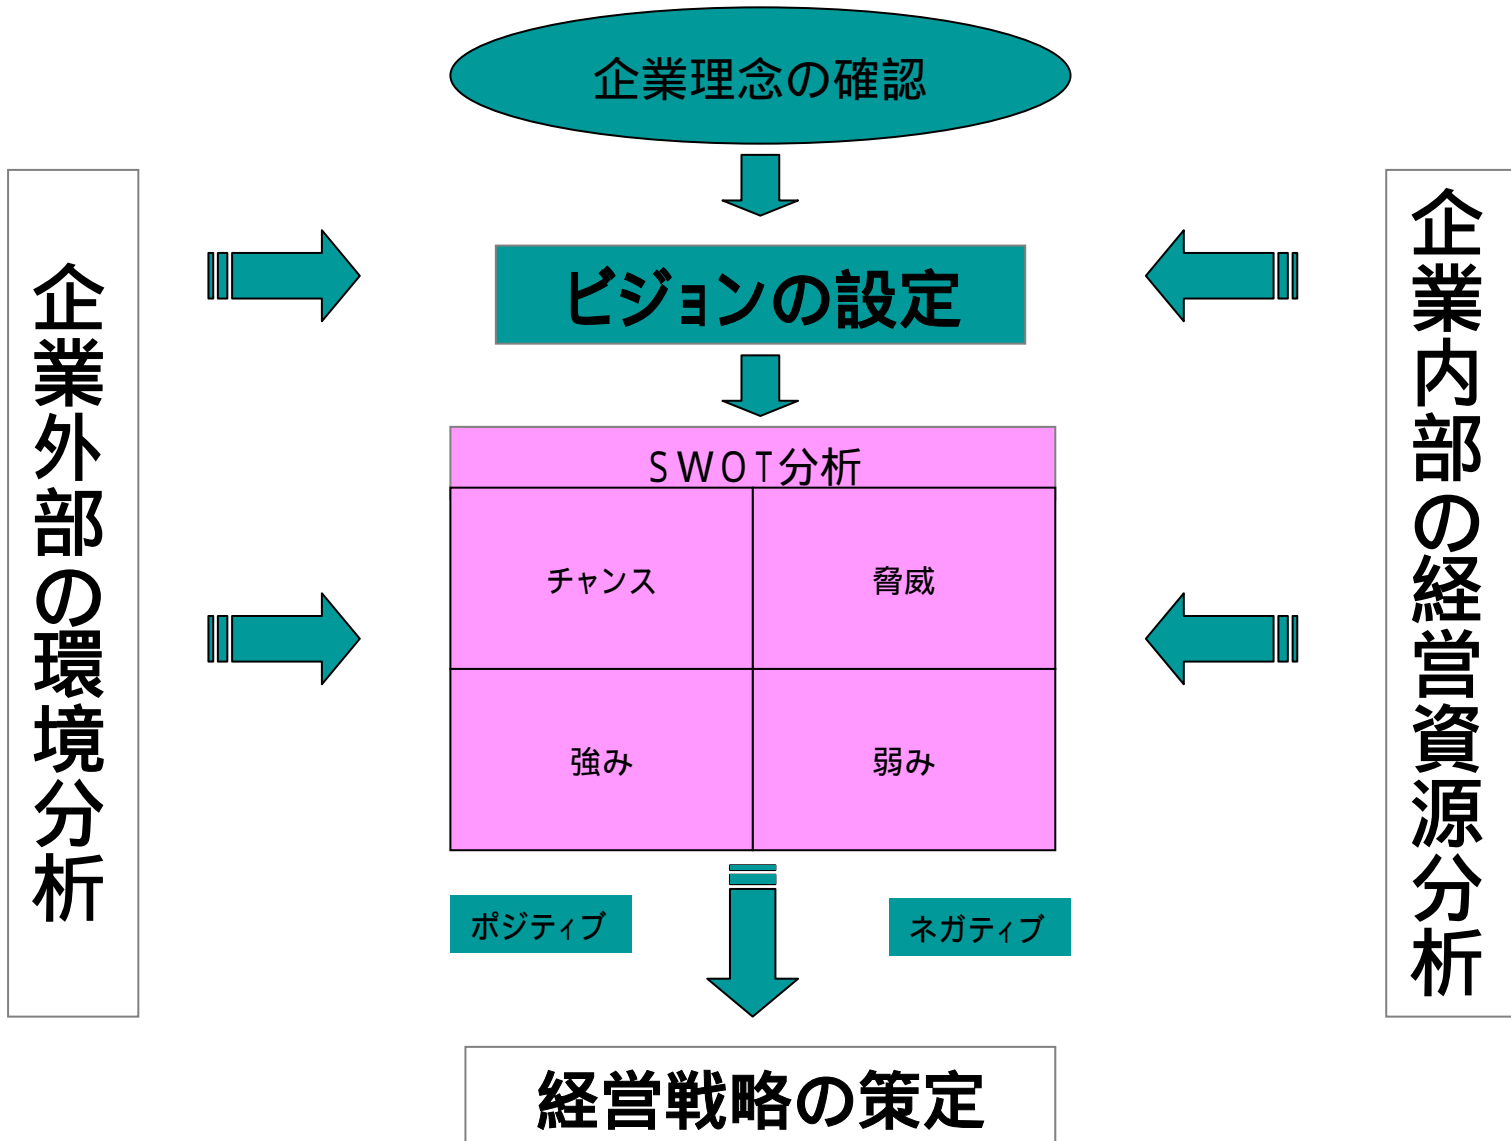 企業理念の確認
企業外部の環境分析
ビジョンの設定
企業内部の経営資源分析
SWOT分析
チャンス
脅威
強み
弱み
ポジティブ
ネガティブ
経営戦略の策定